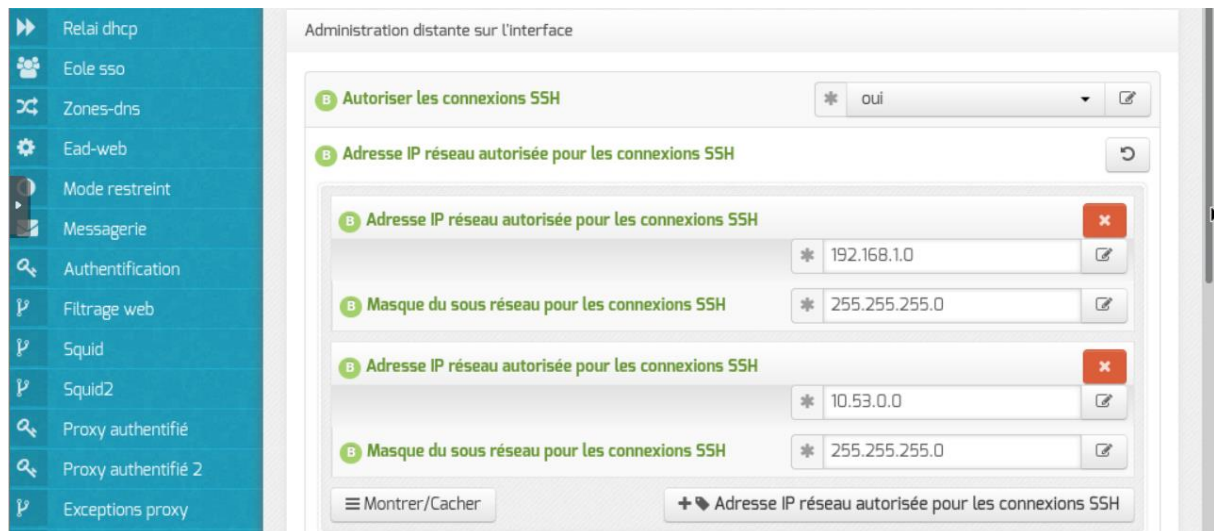 Relai dhcp
Eole sso
Zones-dns
Ead-web
Mode restreint
Messagerie
Authentification
Filtrage web
Squid
Squid2
Proxy authentifié
Proxy authentifié 2
Exceptions proxy
Administration distante sur l'interface
B Autoriser les connexions SSH
oui
B Adresse IP réseau autorisée pour les connexions SSH
B Adresse IP réseau autorisée pour les connexions SSH
192.168.1.0
B Masque du sous réseau pour les connexions SSH
255.255.255.0
B Adresse IP réseau autorisée pour les connexions SSH
10.53.0.0
B Masque du sous réseau pour les connexions SSH
255.255.255.0
Montrer/Cacher
Adresse IP réseau autorisée pour les connexions SSH